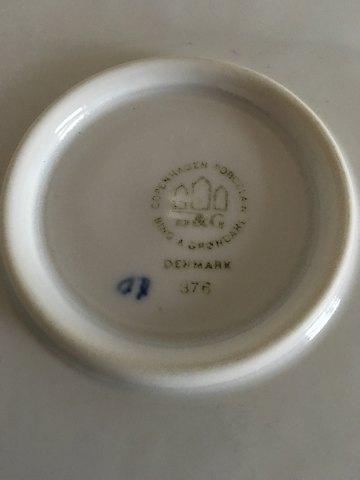 COPENHAGEN PORCELAIN
B&G
BING & GRØNDAHL
DENMARK
376